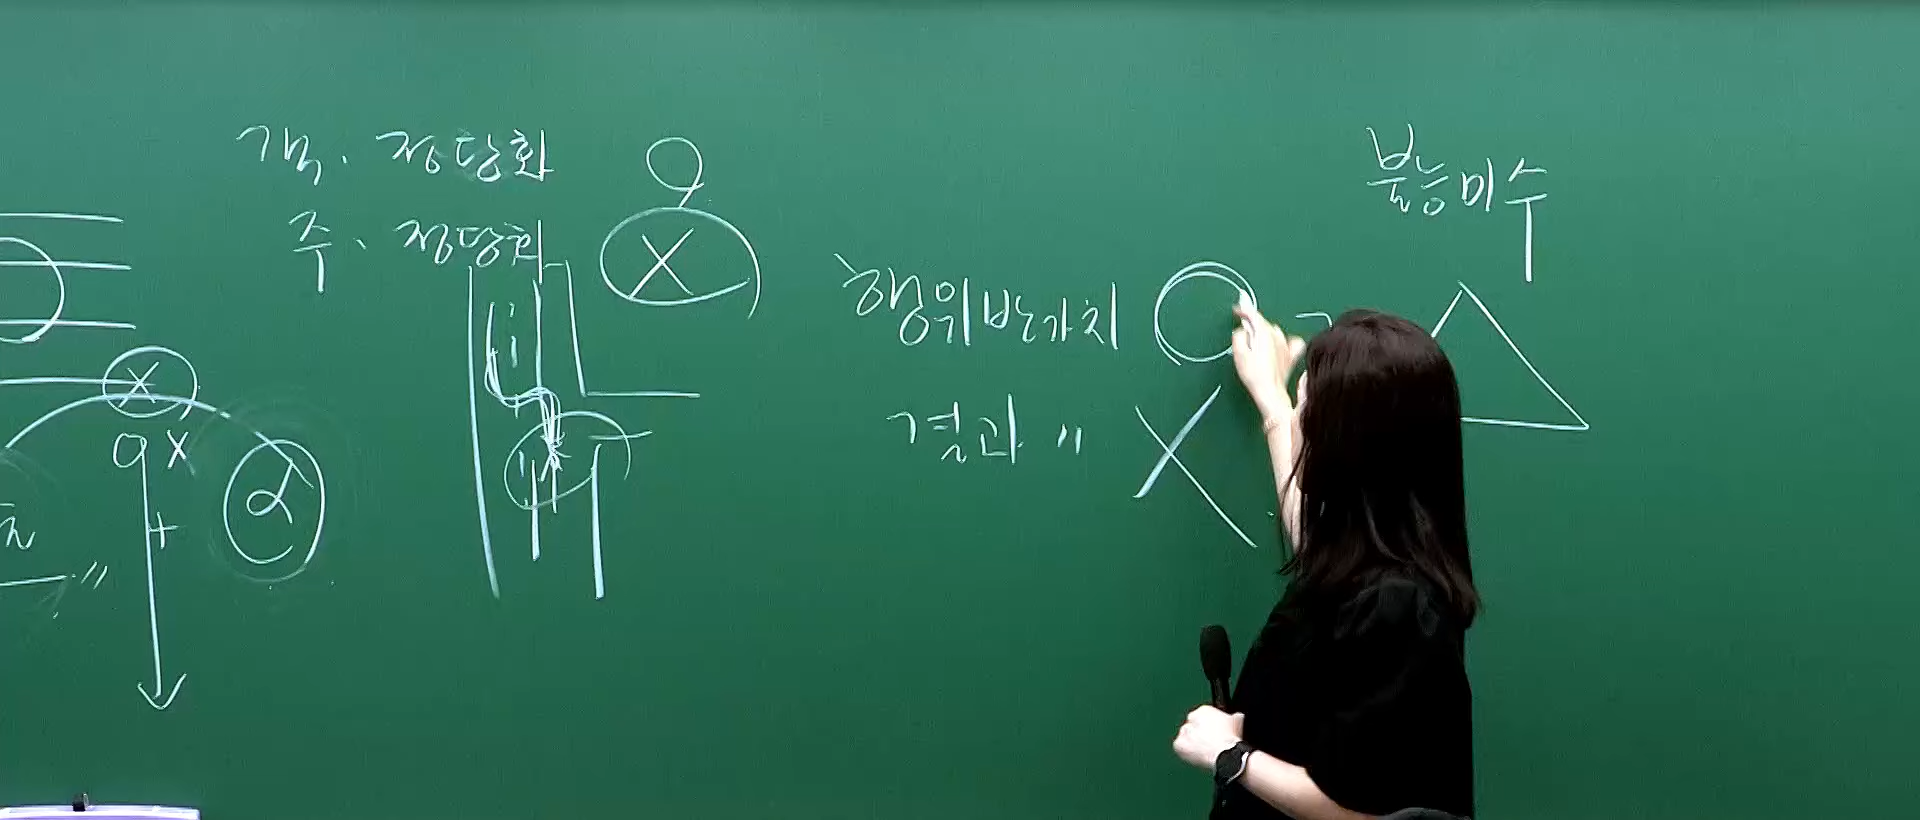 객. 정당화 O
주. 정당화 X
행위반가치 O
결과 〃 X
불능미수
X
X
+ α
〃